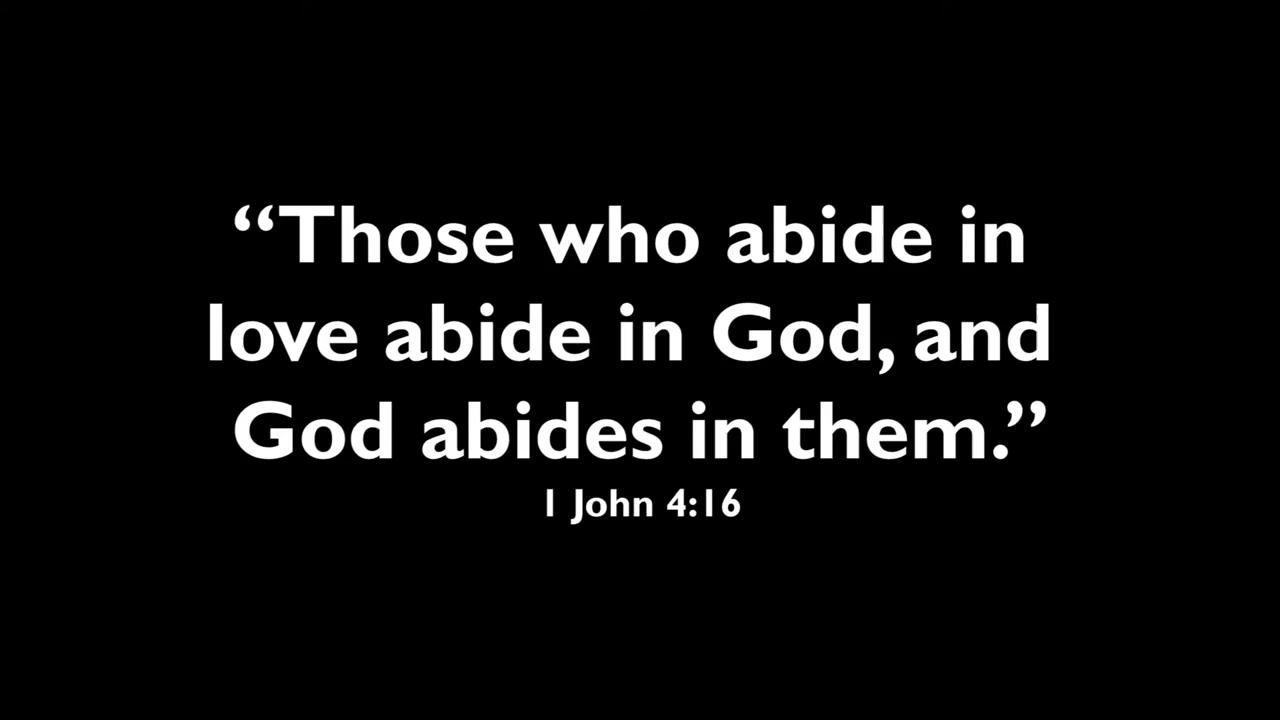 “Those who abide in
love abide in God, and
God abides in them.”
1 John 4:16